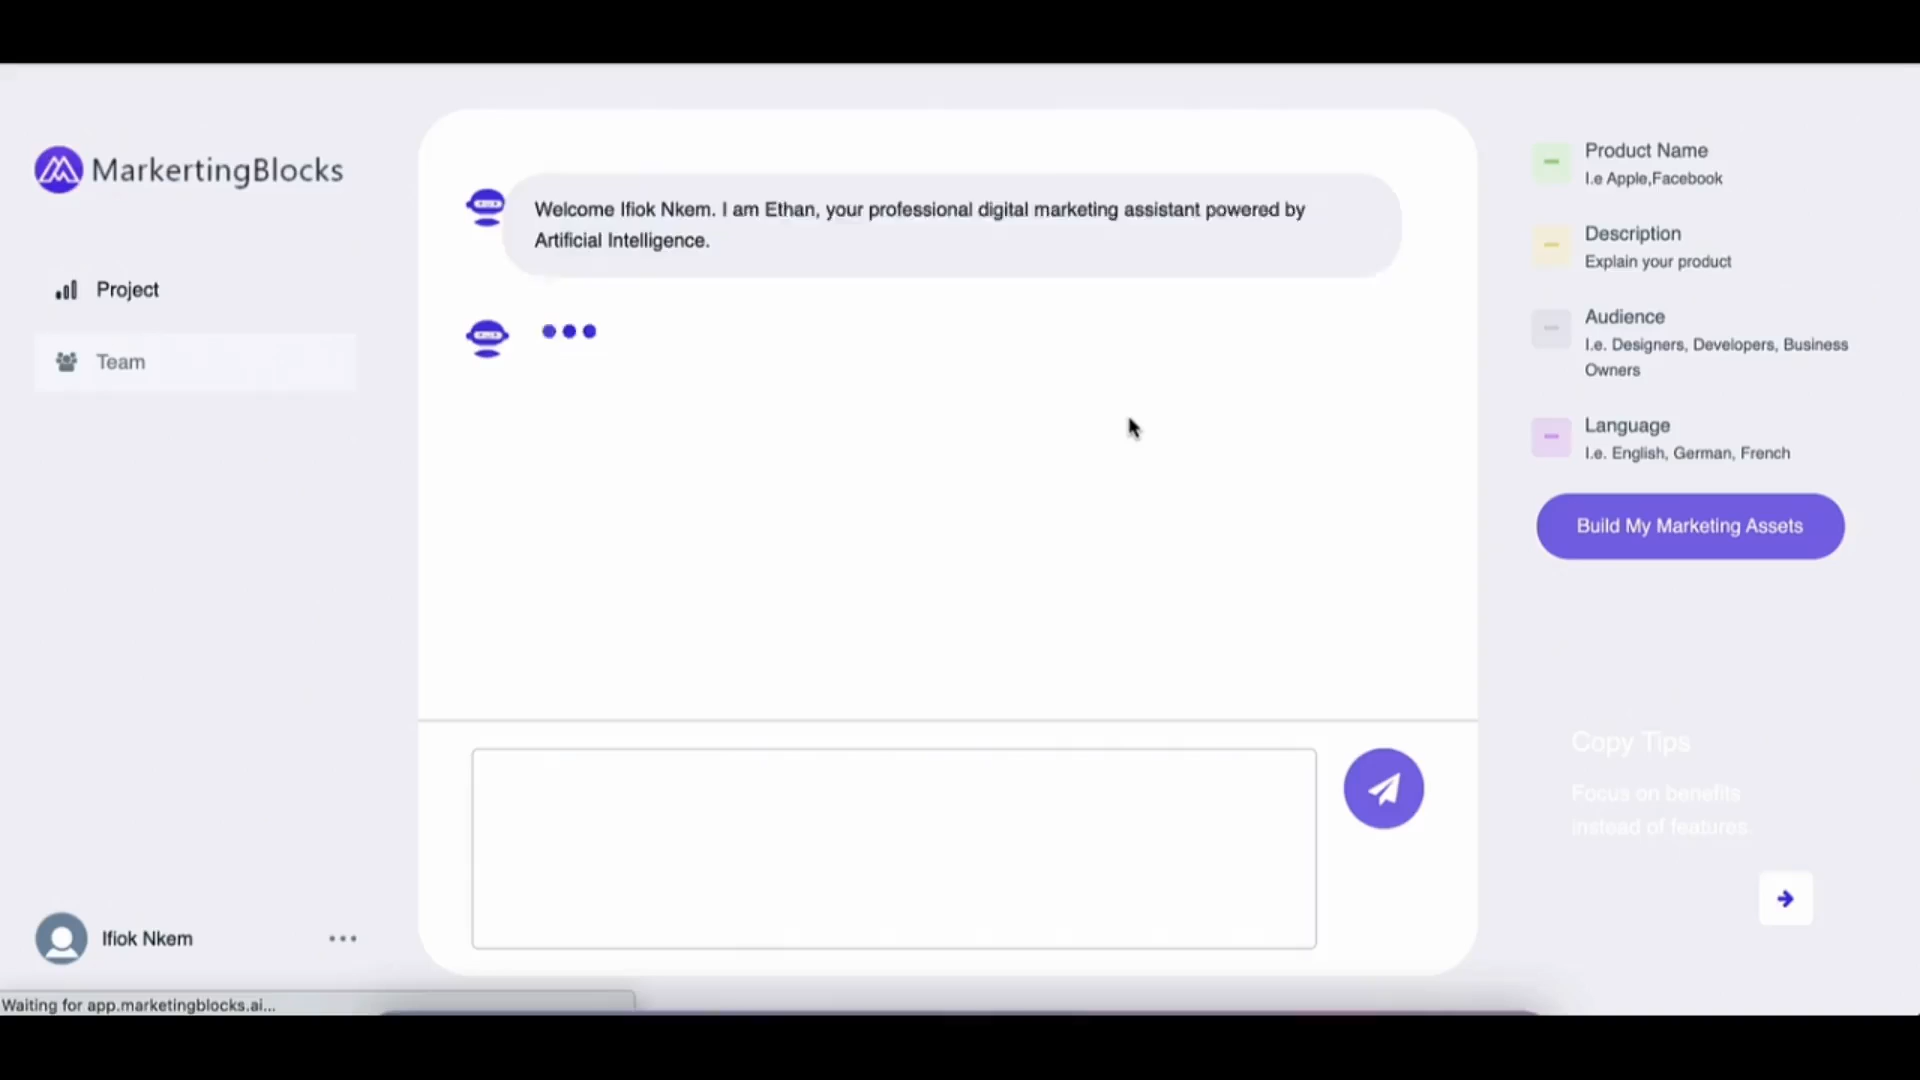 MarkertingBlocks
Project
Team
Ifiok Nkem
Waiting for app.marketingblocks.ai...
Welcome Ifiok Nkem. I am Ethan, your professional digital marketing assistant powered by
Artificial Intelligence.
Product Name
I.e Apple,Facebook
Description
Explain your product
Audience
I.e. Designers, Developers, Business
Owners
Language
I.e. English, German, French
Build My Marketing Assets
Copy Tips
Focus on benefits
instead of features